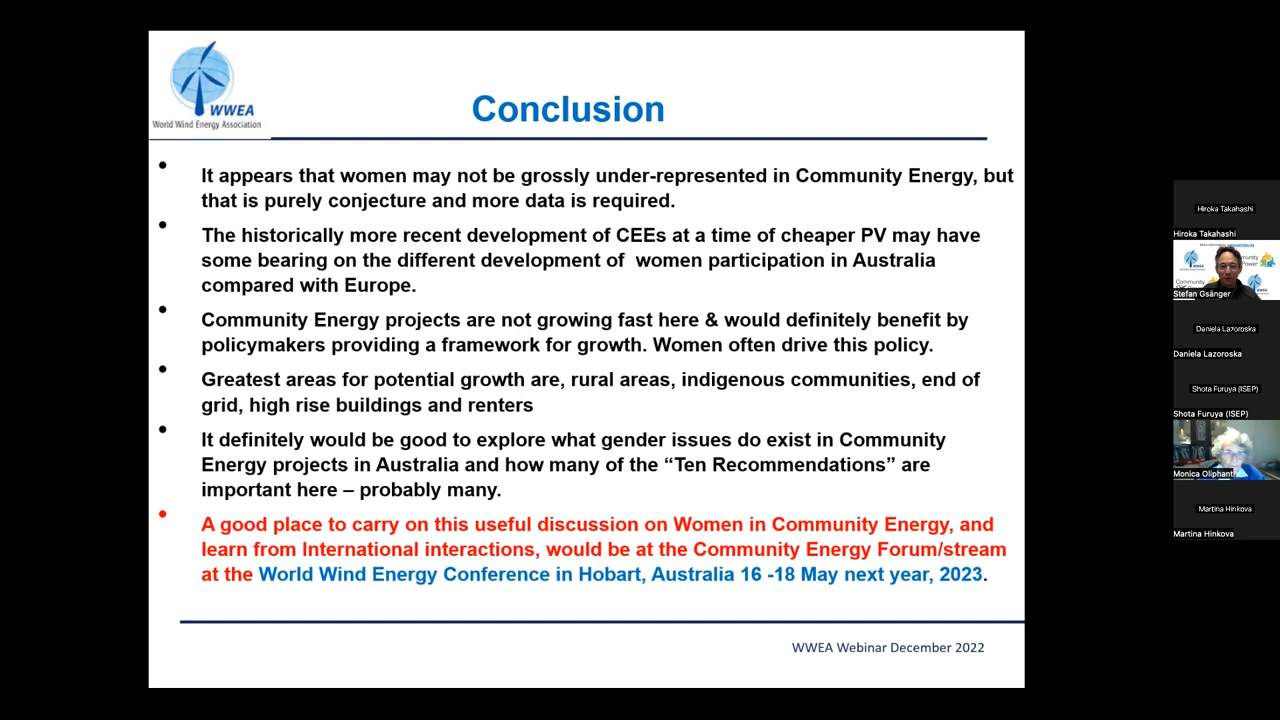 WWEA
World Wind Energy Association
Conclusion
• It appears that women may not be grossly under-represented in Community Energy, but
that is purely conjecture and more data is required.
• The historically more recent development of CEEs at a time of cheaper PV may have
some bearing on the different development of women participation in Australia
compared with Europe.
• Community Energy projects are not growing fast here & would definitely benefit by
policymakers providing a framework for growth. Women often drive this policy.
• Greatest areas for potential growth are, rural areas, indigenous communities, end of
grid, high rise buildings and renters
• It definitely would be good to explore what gender issues do exist in Community
Energy projects in Australia and how many of the “Ten Recommendations” are
important here – probably many.
• A good place to carry on this useful discussion on Women in Community Energy, and
learn from International interactions, would be at the Community Energy Forum/stream
at the World Wind Energy Conference in Hobart, Australia 16 -18 May next year, 2023.
WWEA Webinar December 2022
Hiroka Takahashi
Hiroka Takahashi
Stefan Gsänger
Daniela Lazoroska
Daniela Lazoroska
Shota Furuya (ISEP)
Shota Furuya (ISEP)
Monica Oliphant
Martina Hinkova
Martina Hinkova